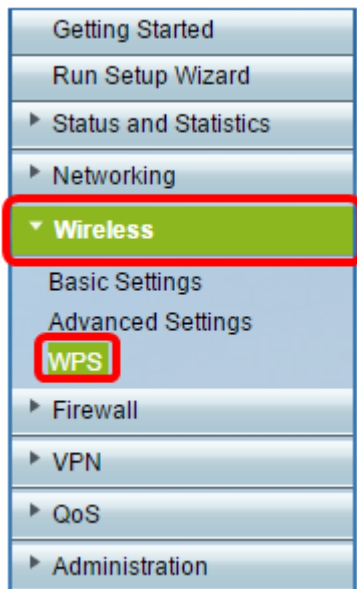 Getting Started
Run Setup Wizard
Status and Statistics
Networking
Wireless
Basic Settings
Advanced Settings
WPS
Firewall
VPN
QoS
Administration